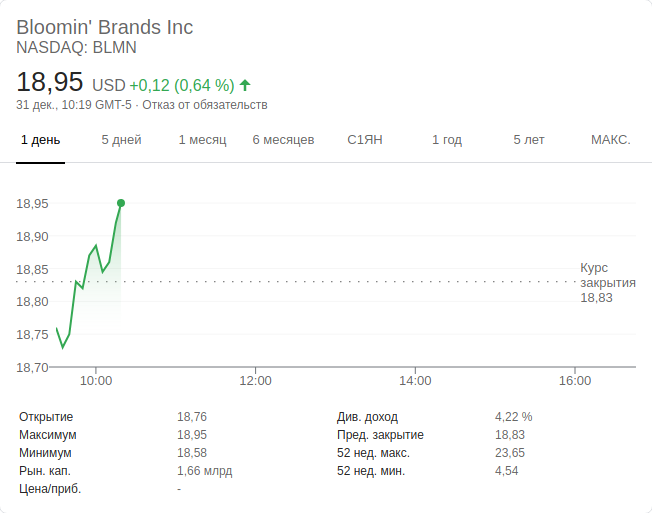 Bloomin' Brands Inc
NASDAQ: BLMN
18,95 USD +0,12 (0,64 %)
31 дек., 10:19 GMT-5 · Отказ от обязательств
1 день 5 дней 1 месяц 6 месяцев С1ЯН 1 год 5 лет МАКС.
18,95
18,90
18,85
18,80
18,75
18,70
Курс
закрытия
18,83
10:00 12:00 14:00 16:00
Открытие 18,76 Див. доход 4,22 %
Максимум 18,95 Пред. закрытие 18,83
Минимум 18,58 52 нед. макс. 23,65
Рын. кап. 1,66 млрд 52 нед. мин. 4,54
Цена/приб. -